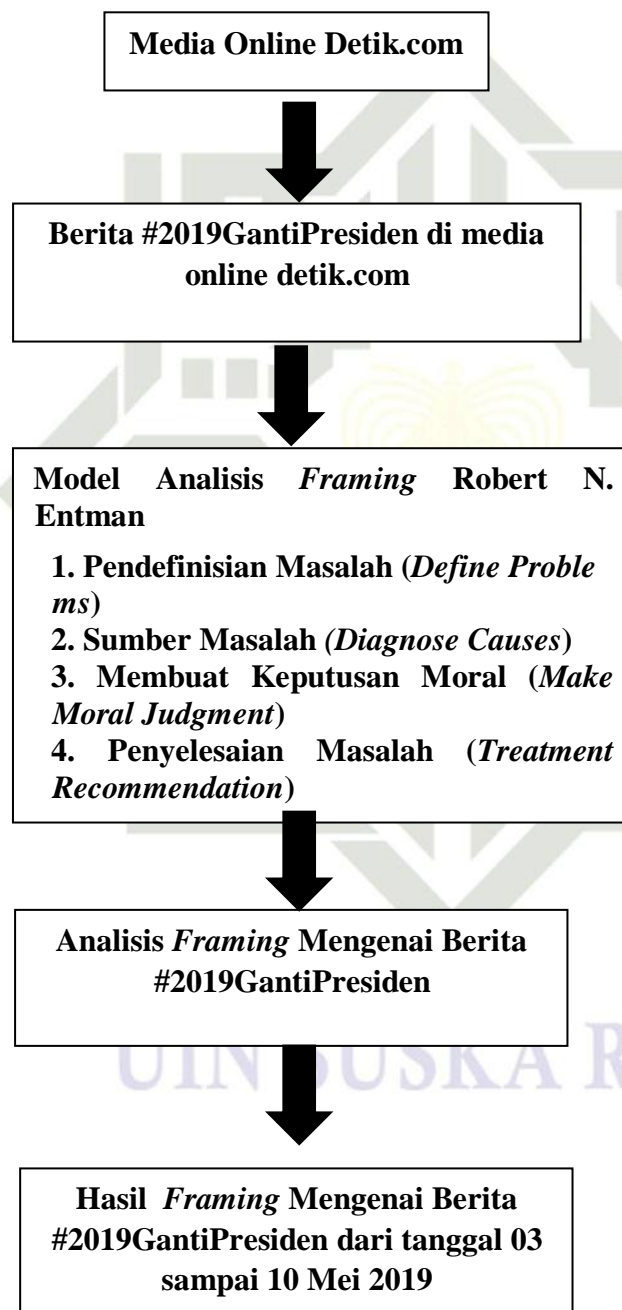 Media Online Detik.com
Berita #2019GantiPresiden di media
online detik.com
Model Analisis Framing Robert N.
Entman
1. Pendefinisian Masalah (Define Proble
ms)
2. Sumber Masalah (Diagnose Causes)
3. Membuat Keputusan Moral (Make
Moral Judgment)
4. Penyelesaian Masalah (Treatment
Recommendation)
Analisis Framing Mengenai Berita
#2019GantiPresiden
UIN SUSKA R
Hasil Framing Mengenai Berita
#2019GantiPresiden dari tanggal 03
sampai 10 Mei 2019